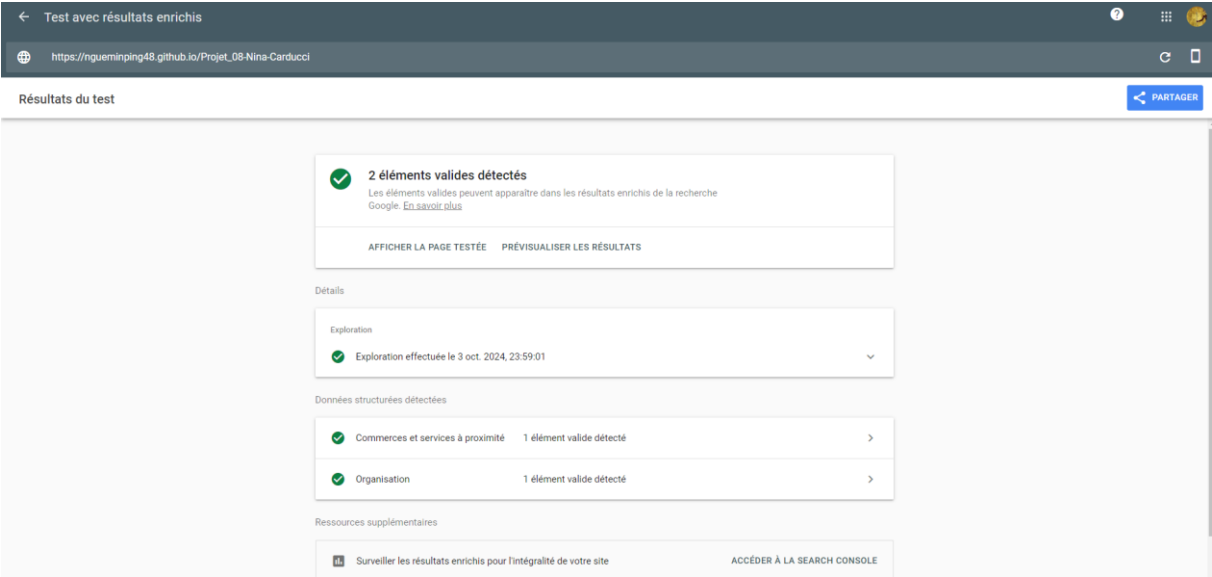 Test avec résultats enrichis
https://ngueminping48.github.io/Projet_08-Nina-Carducci
Résultats du test
PARTAGER
2 éléments valides détectés
Les éléments valides peuvent apparaître dans les résultats enrichis de la recherche
Google. En savoir plus
AFFICHER LA PAGE TESTÉE PRÉVISUALISER LES RÉSULTATS
Détails
Exploration
Exploration effectuée le 3 oct. 2024, 23:59:01
Données structurées détectées
Commerces et services à proximité 1 élément valide détecté
Organisation 1 élément valide détecté
Ressources supplémentaires
Surveiller les résultats enrichis pour l'intégralité de votre site ACCÉDER À LA SEARCH CONSOLE